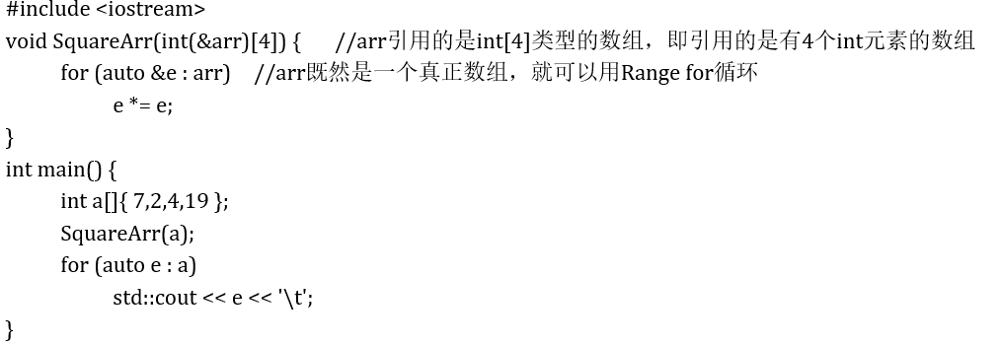 #include <iostream>
void SquareArr(int(&arr)[4]) { //arr引用的是int[4]类型的数组，即引用的是有4个int元素的数组
for (auto &e : arr) //arr既然是一个真正数组，就可以用Range for循环
e *= e;
}
int main() {
int a[]{ 7,2,4,19 };
SquareArr(a);
for (auto e : a)
std::cout << e << '\t';
}